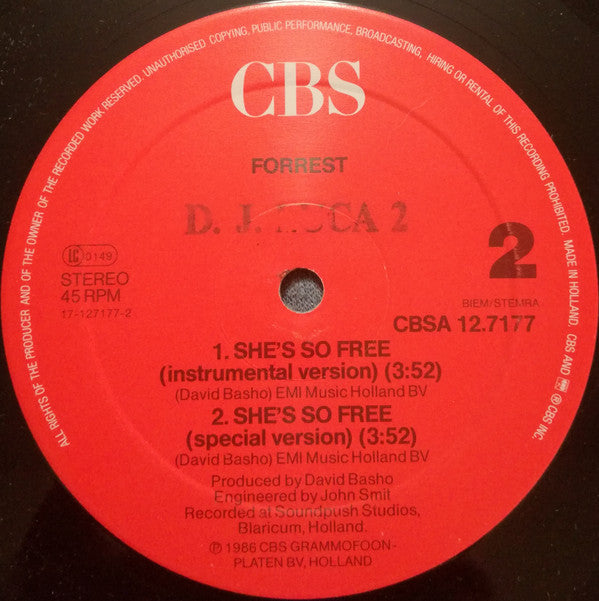 ALL RIGHTS OF THE PRODUCER AND OF THE OWNER OF THE RECORDED WORK RESERVED. UNAUTHORISED COPYING, PUBLIC PERFORMANCE, BROADCASTING, HIRING OR RENTAL OF THIS RECORDING PROHIBITED. MADE IN HOLLAND. CBS AND ® © CBS INC.
CBS
FORREST
D. J. CA 2
LC 0149
STEREO
45 RPM
17-127177-2
2
BIEM/STEMRA
CBSA 12.7177
1. SHE'S SO FREE
(instrumental version) (3:52)
(David Basho) EMI Music Holland BV
2. SHE'S SO FREE
(special version) (3:52)
(David Basho) EMI Music Holland BV
Produced by David Basho
Engineered by John Smit
Recorded at Soundpush Studios,
Blaricum, Holland.
℗ 1986 CBS GRAMMOFOON-
PLATEN BV, HOLLAND